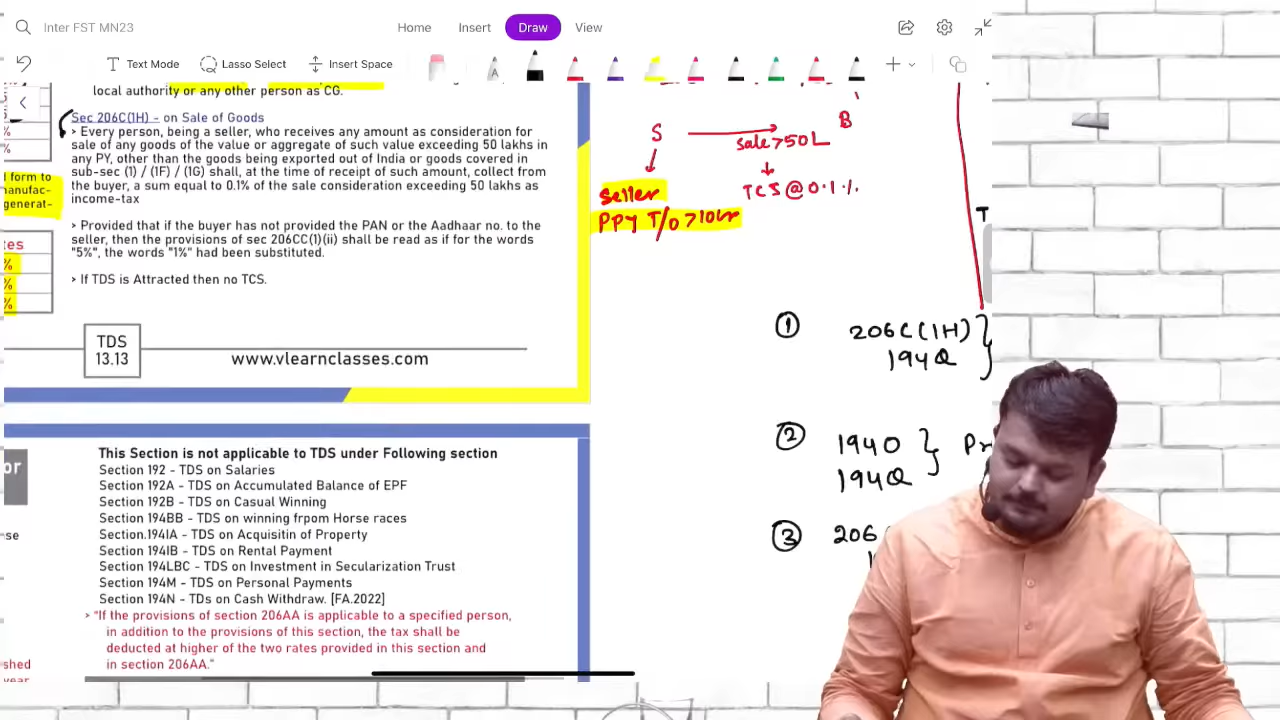 Inter FST MN23
Home
Insert
Draw
View
Text Mode
Lasso Select
Insert Space
local authority or any other person as CG.
Sec 206C(1H) - on Sale of Goods
> Every person, being a seller, who receives any amount as consideration for
sale of any goods of the value or aggregate of such value exceeding 50 lakhs in
any PY, other than the goods being exported out of India or goods covered in
sub-sec (1) / (1F) / (1G) shall, at the time of receipt of such amount, collect from
the buyer, a sum equal to 0.1% of the sale consideration exceeding 50 lakhs as
income-tax
> Provided that if the buyer has not provided the PAN or the Aadhaar no. to the
seller, then the provisions of sec 206CC(1)(ii) shall be read as if for the words
"5%", the words "1%" had been substituted.
> If TDS is Attracted then no TCS.
%
%
d form to
manufac-
generat-
tes
%
%
%
TDS
13.13
www.vlearnclasses.com
S
B
sale>50L
seller
TCS @ 0.1%
PPY T/O >10cr
T
① 206C(1H) }
194Q
② 194O }
194Q
Pr
③ 206
or
se
shed
year
This Section is not applicable to TDS under Following section
Section 192 - TDS on Salaries
Section 192A - TDS on Accumulated Balance of EPF
Section 192B - TDS on Casual Winning
Section 194BB - TDS on winning frpom Horse races
Section.194IA - TDS on Acquisitin of Property
Section 194IB - TDS on Rental Payment
Section 194LBC - TDS on Investment in Secularization Trust
Section 194M - TDS on Personal Payments
Section 194N - TDs on Cash Withdraw. [FA.2022]
> "If the provisions of section 206AA is applicable to a specified person,
in addition to the provisions of this section, the tax shall be
deducted at higher of the two rates provided in this section and
in section 206AA."